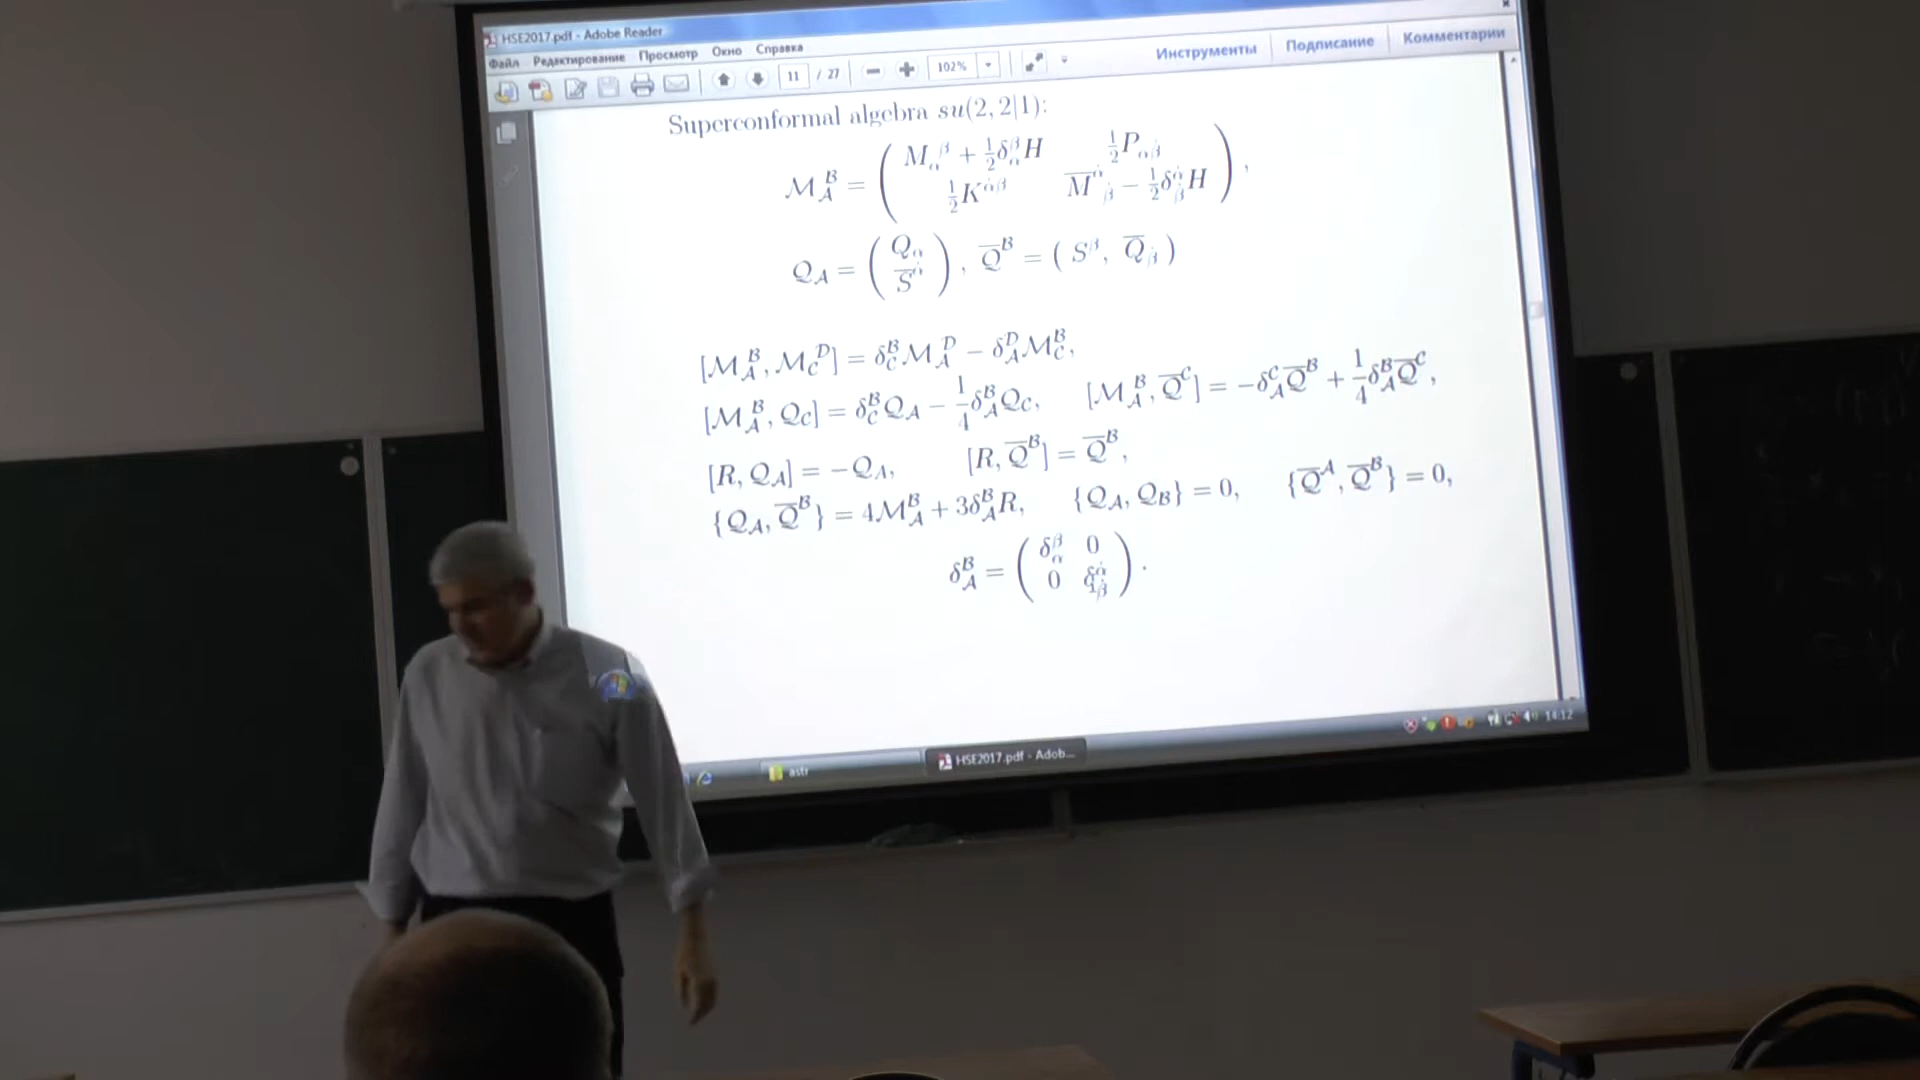 HSE2017.pdf - Adobe Reader
Файл Редактирование Просмотр Окно Справка
11 / 27 102% Инструменты Подписание Комментарии
Superconformal algebra su(2, 2|1):
𝓜_A^B = ( M_α^β + ½δ_α^β H ½P_{αβ̇} ; ½K^{α̇β} M̅^α̇_β̇ − ½δ^α̇_β̇ H ),
Q_A = ( Q_α ; S̅^α̇ ), Q̅^B = ( S^β, Q̅_β̇ )
[𝓜_A^B, 𝓜_C^D] = δ_C^B 𝓜_A^D − δ_A^D 𝓜_C^B,
[𝓜_A^B, Q_C] = δ_C^B Q_A − ¼δ_A^B Q_C, [𝓜_A^B, Q̅^C] = −δ_A^C Q̅^B + ¼δ_A^B Q̅^C,
[R, Q_A] = −Q_A, [R, Q̅^B] = Q̅^B,
{Q_A, Q̅^B} = 4𝓜_A^B + 3δ_A^B R, {Q_A, Q_B} = 0, {Q̅^A, Q̅^B} = 0,
δ_A^B = ( δ_α^β 0 ; 0 δ^α̇_β̇ ).
astr HSE2017.pdf - Adob... 14:12